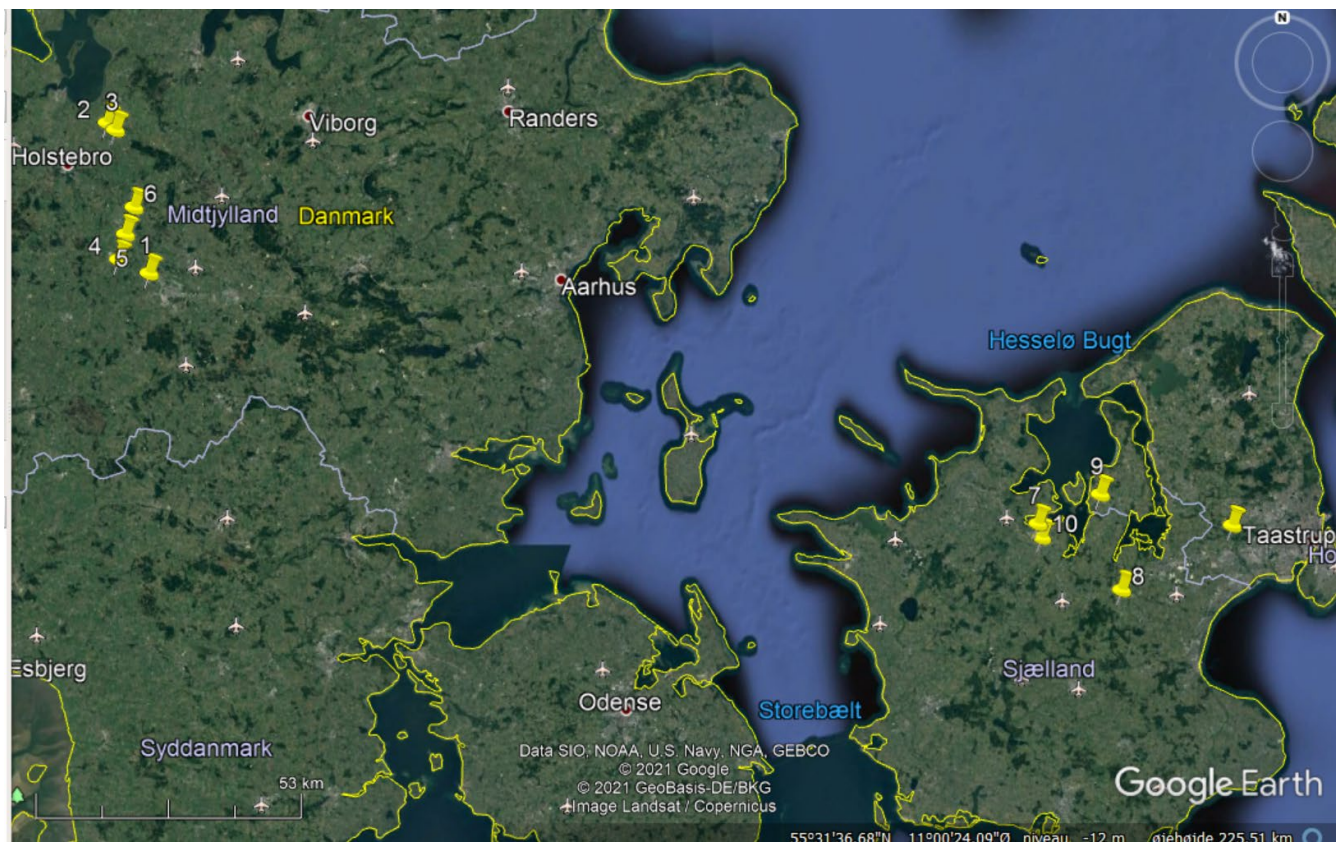 N
2 3
Viborg
Randers
Holstebro
6
Midtjylland Danmark
4 5 1
Aarhus
Hesselø Bugt
9
7
10
Taastrup
Ho
8
Esbjerg
Sjælland
Odense
Storebælt
Syddanmark
Data SIO, NOAA, U.S. Navy, NGA, GEBCO
© 2021 Google
© 2021 GeoBasis-DE/BKG
Image Landsat / Copernicus
53 km
Google Earth
55°31'36.68"N 11°00'24.09"Ø niveau -12 m øjehøjde 225.51 km